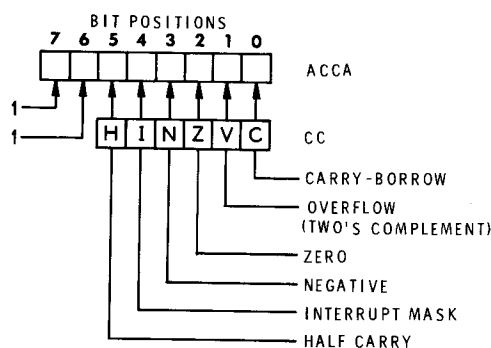 BIT POSITIONS
7 6 5 4 3 2 1 0
ACCA
1
1
H I N Z V C
CC
CARRY-BORROW
OVERFLOW
(TWO'S COMPLEMENT)
ZERO
NEGATIVE
INTERRUPT MASK
HALF CARRY